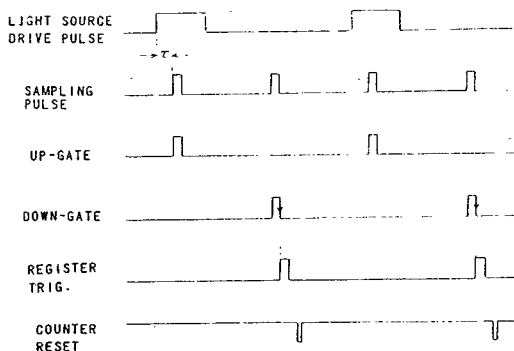 LIGHT SOURCE
DRIVE PULSE
τ
SAMPLING
PULSE
UP-GATE
DOWN-GATE
REGISTER
TRIG.
COUNTER
RESET